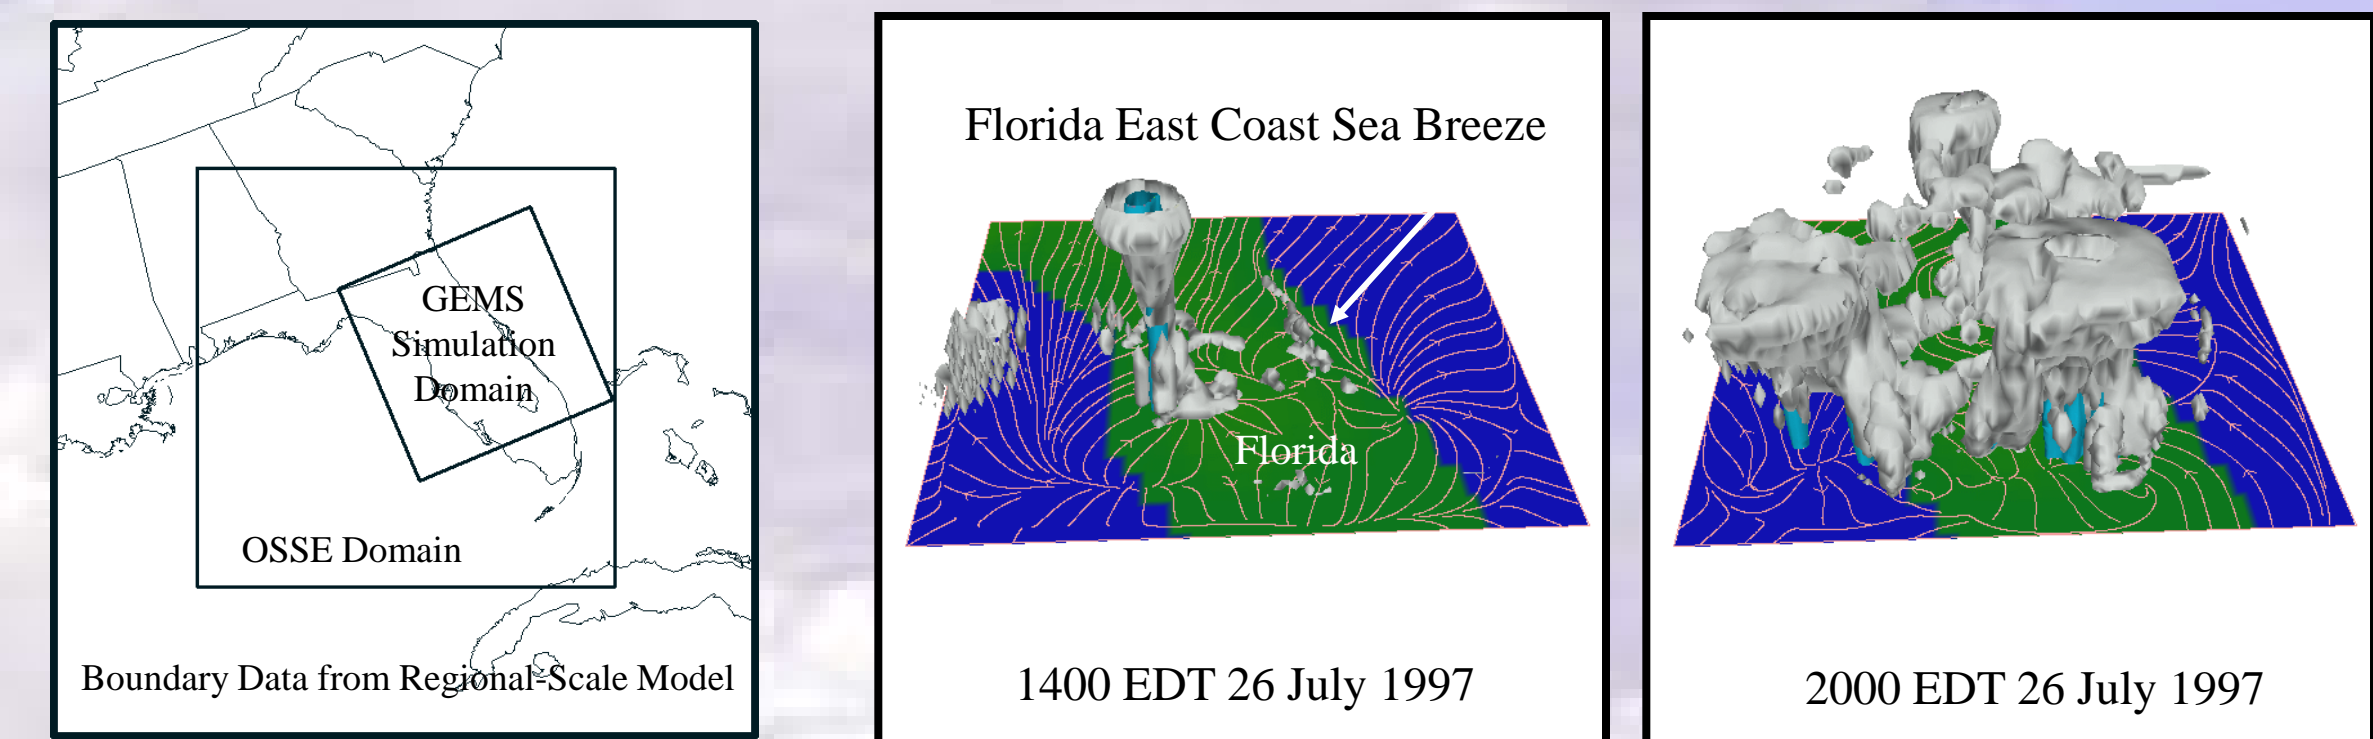 GEMS
Simulation
Domain
OSSE Domain
Boundary Data from Regional-Scale Model
Florida East Coast Sea Breeze
Florida
1400 EDT 26 July 1997
2000 EDT 26 July 1997